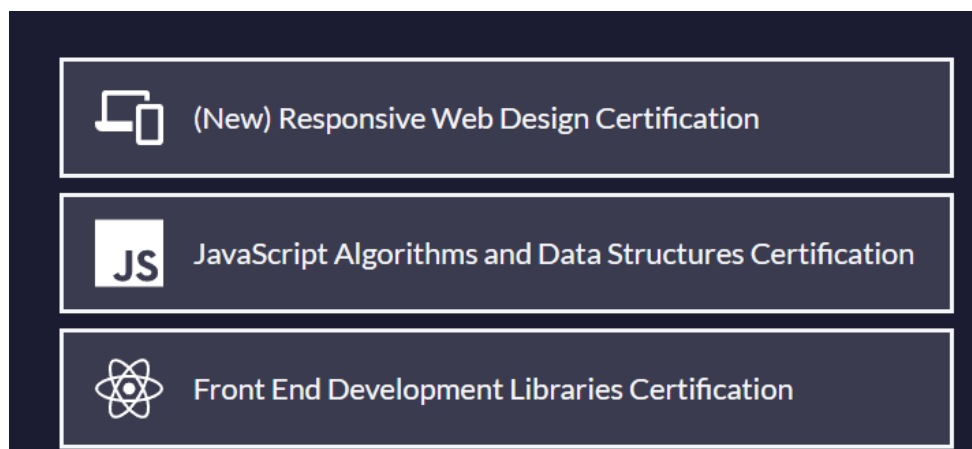 (New) Responsive Web Design Certification
JS
JavaScript Algorithms and Data Structures Certification
Front End Development Libraries Certification